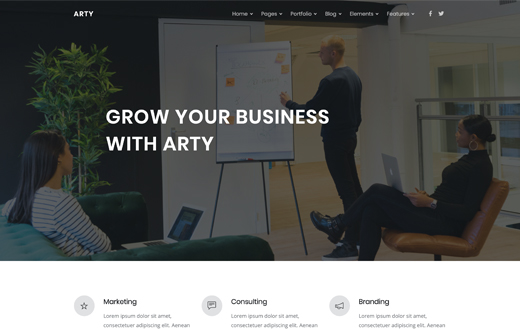 ARTY
Home Pages Portfolio Blog Elements Features
GROW YOUR BUSINESS
WITH ARTY
Marketing Consulting Branding
Lorem ipsum dolor sit amet, Lorem ipsum dolor sit amet, Lorem ipsum dolor sit amet,
consectetuer adipiscing elit. Aenean consectetuer adipiscing elit. Aenean consectetuer adipiscing elit. Aenean